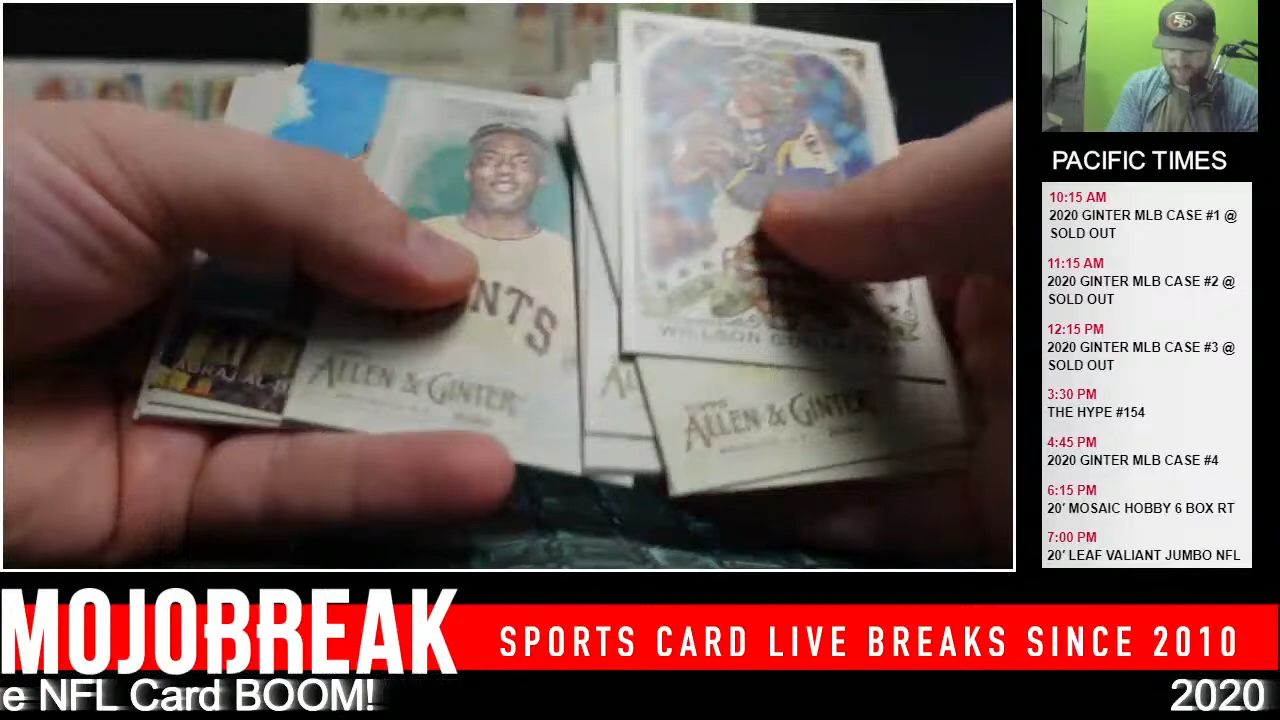 NTS
ALLEN & GINTER
TOPPS
ALLEN & GINTER
WILLSON
PACIFIC TIMES
10:15 AM
2020 GINTER MLB CASE #1 @
SOLD OUT
11:15 AM
2020 GINTER MLB CASE #2 @
SOLD OUT
12:15 PM
2020 GINTER MLB CASE #3 @
SOLD OUT
3:30 PM
THE HYPE #154
4:45 PM
2020 GINTER MLB CASE #4
6:15 PM
20' MOSAIC HOBBY 6 BOX RT
7:00 PM
20' LEAF VALIANT JUMBO NFL
MOJOBREAK
SPORTS CARD LIVE BREAKS SINCE 2010
e NFL Card BOOM!
2020